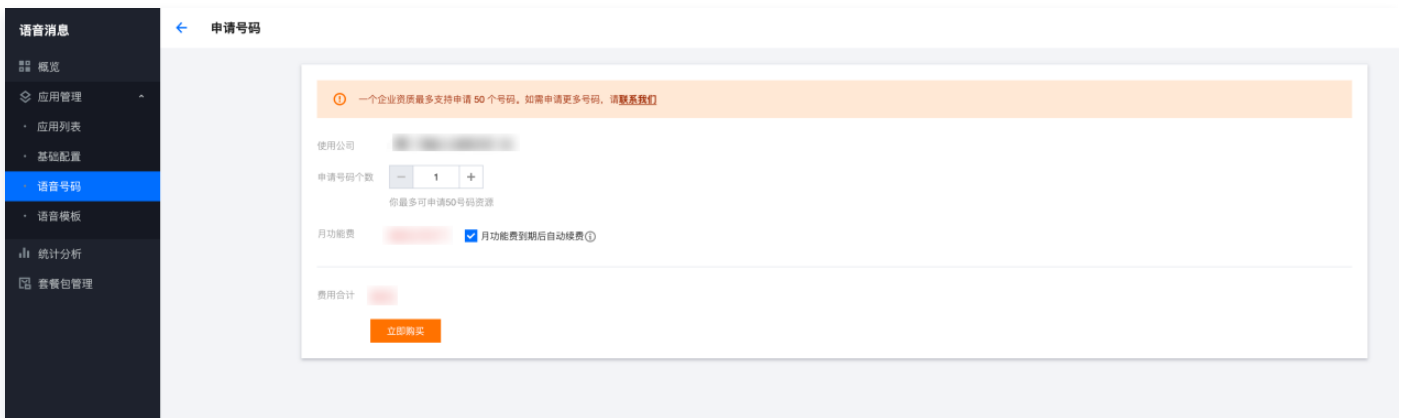 语音消息
申请号码
概览
应用管理
应用列表
基础配置
语音号码
语音模板
统计分析
套餐包管理
一个企业资质最多支持申请 50 个号码。如需申请更多号码，请联系我们
使用公司
申请号码个数 － 1 ＋
你最多可申请50号码资源
月功能费 月功能费到期后自动续费
费用合计
立即购买